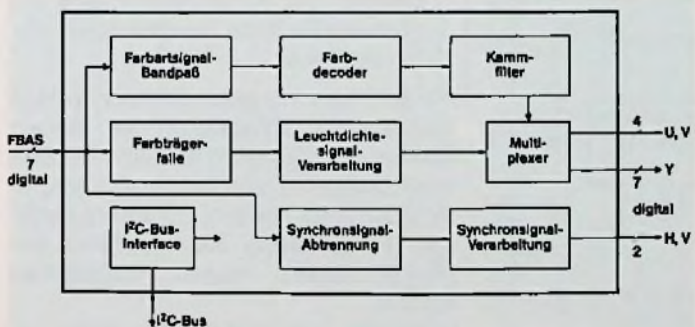 Farbartsignal-
Bandpaß
Farb-
decoder
Kamm-
filter
FBAS
7
digital
Farbträger-
falle
Leuchtdichte-
signal-
Verarbeitung
Multi-
plexer
4
U, V
Y
7
digital
I²C-Bus-
Interface
Synchronsignal-
Abtrennung
Synchronsignal-
Verarbeitung
H, V
2
I²C-Bus